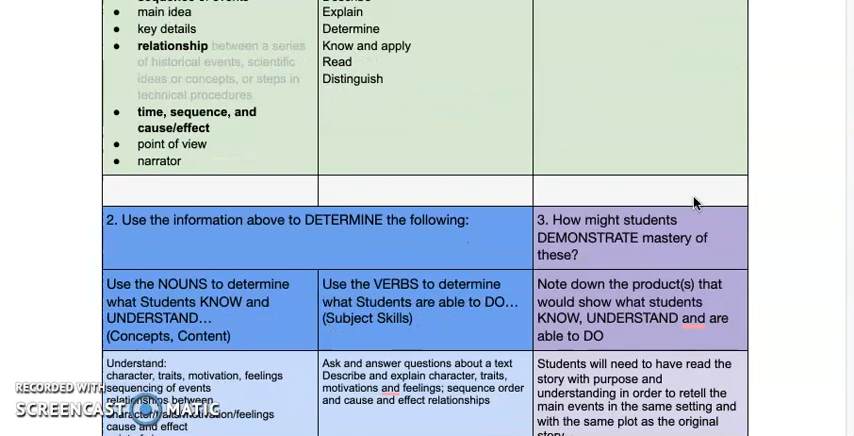 main idea
Explain
key details
Determine
relationship between a series
Know and apply
of historical events, scientific
Read
ideas or concepts, or steps in
Distinguish
technical procedures
time, sequence, and
cause/effect
point of view
narrator
2. Use the information above to DETERMINE the following:
3. How might students
DEMONSTRATE mastery of
these?
Use the NOUNS to determine
what Students KNOW and
UNDERSTAND…
(Concepts, Content)
Use the VERBS to determine
what Students are able to DO…
(Subject Skills)
Note down the product(s) that
would show what students
KNOW, UNDERSTAND and are
able to DO
Understand:
character, traits, motivation, feelings
sequencing of events
relationships between
character/traits/motivation/feelings
cause and effect
Ask and answer questions about a text
Describe and explain character, traits,
motivations and feelings; sequence order
and cause and effect relationships
Students will need to have read the
story with purpose and
understanding in order to retell the
main events in the same setting and
with the same plot as the original
RECORDED WITH
SCREENCAST MATIC